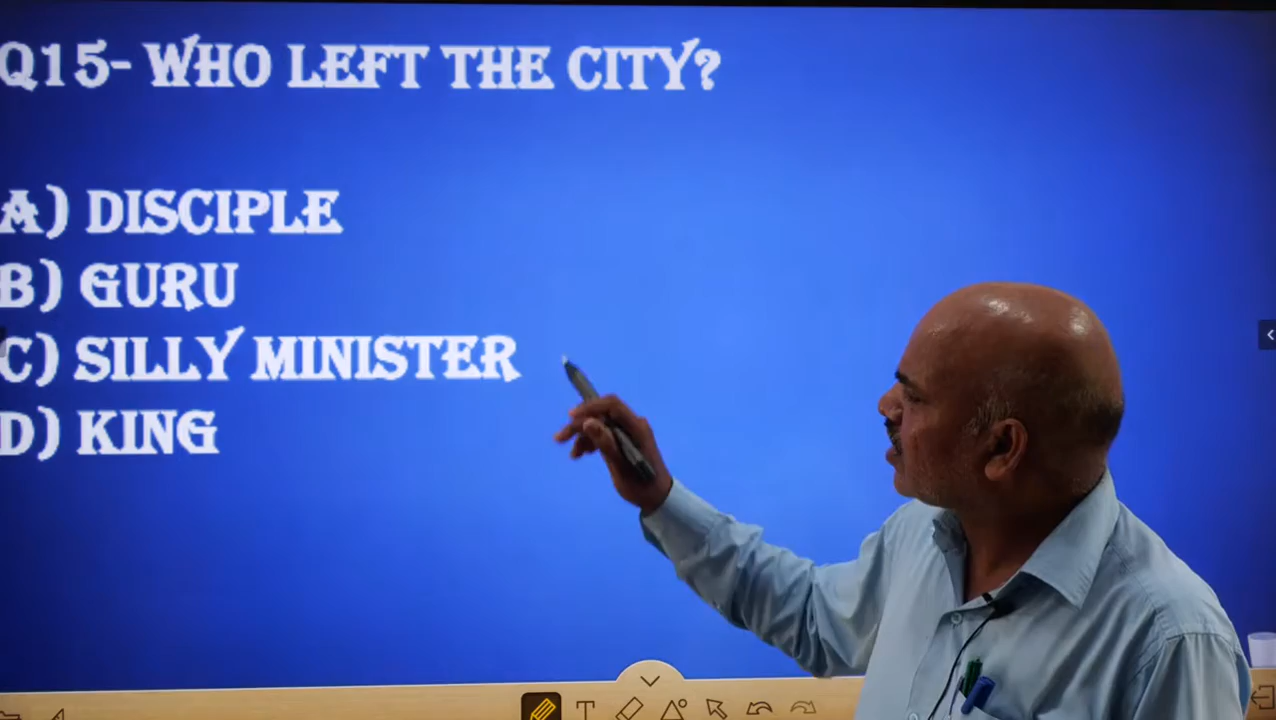 Q15- WHO LEFT THE CITY?
A) DISCIPLE
B) GURU
C) SILLY MINISTER
D) KING
T